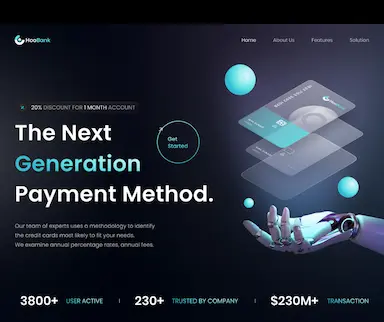 HooBank
Home
About Us
Features
Solution
20% DISCOUNT FOR 1 MONTH ACCOUNT
The Next
Generation
Payment Method.
Get
Started
Our team of experts uses a methodology to identify
the credit cards most likely to fit your needs.
We examine annual percentage rates, annual fees.
3800+ USER ACTIVE
230+ TRUSTED BY COMPANY
$230M+ TRANSACTION